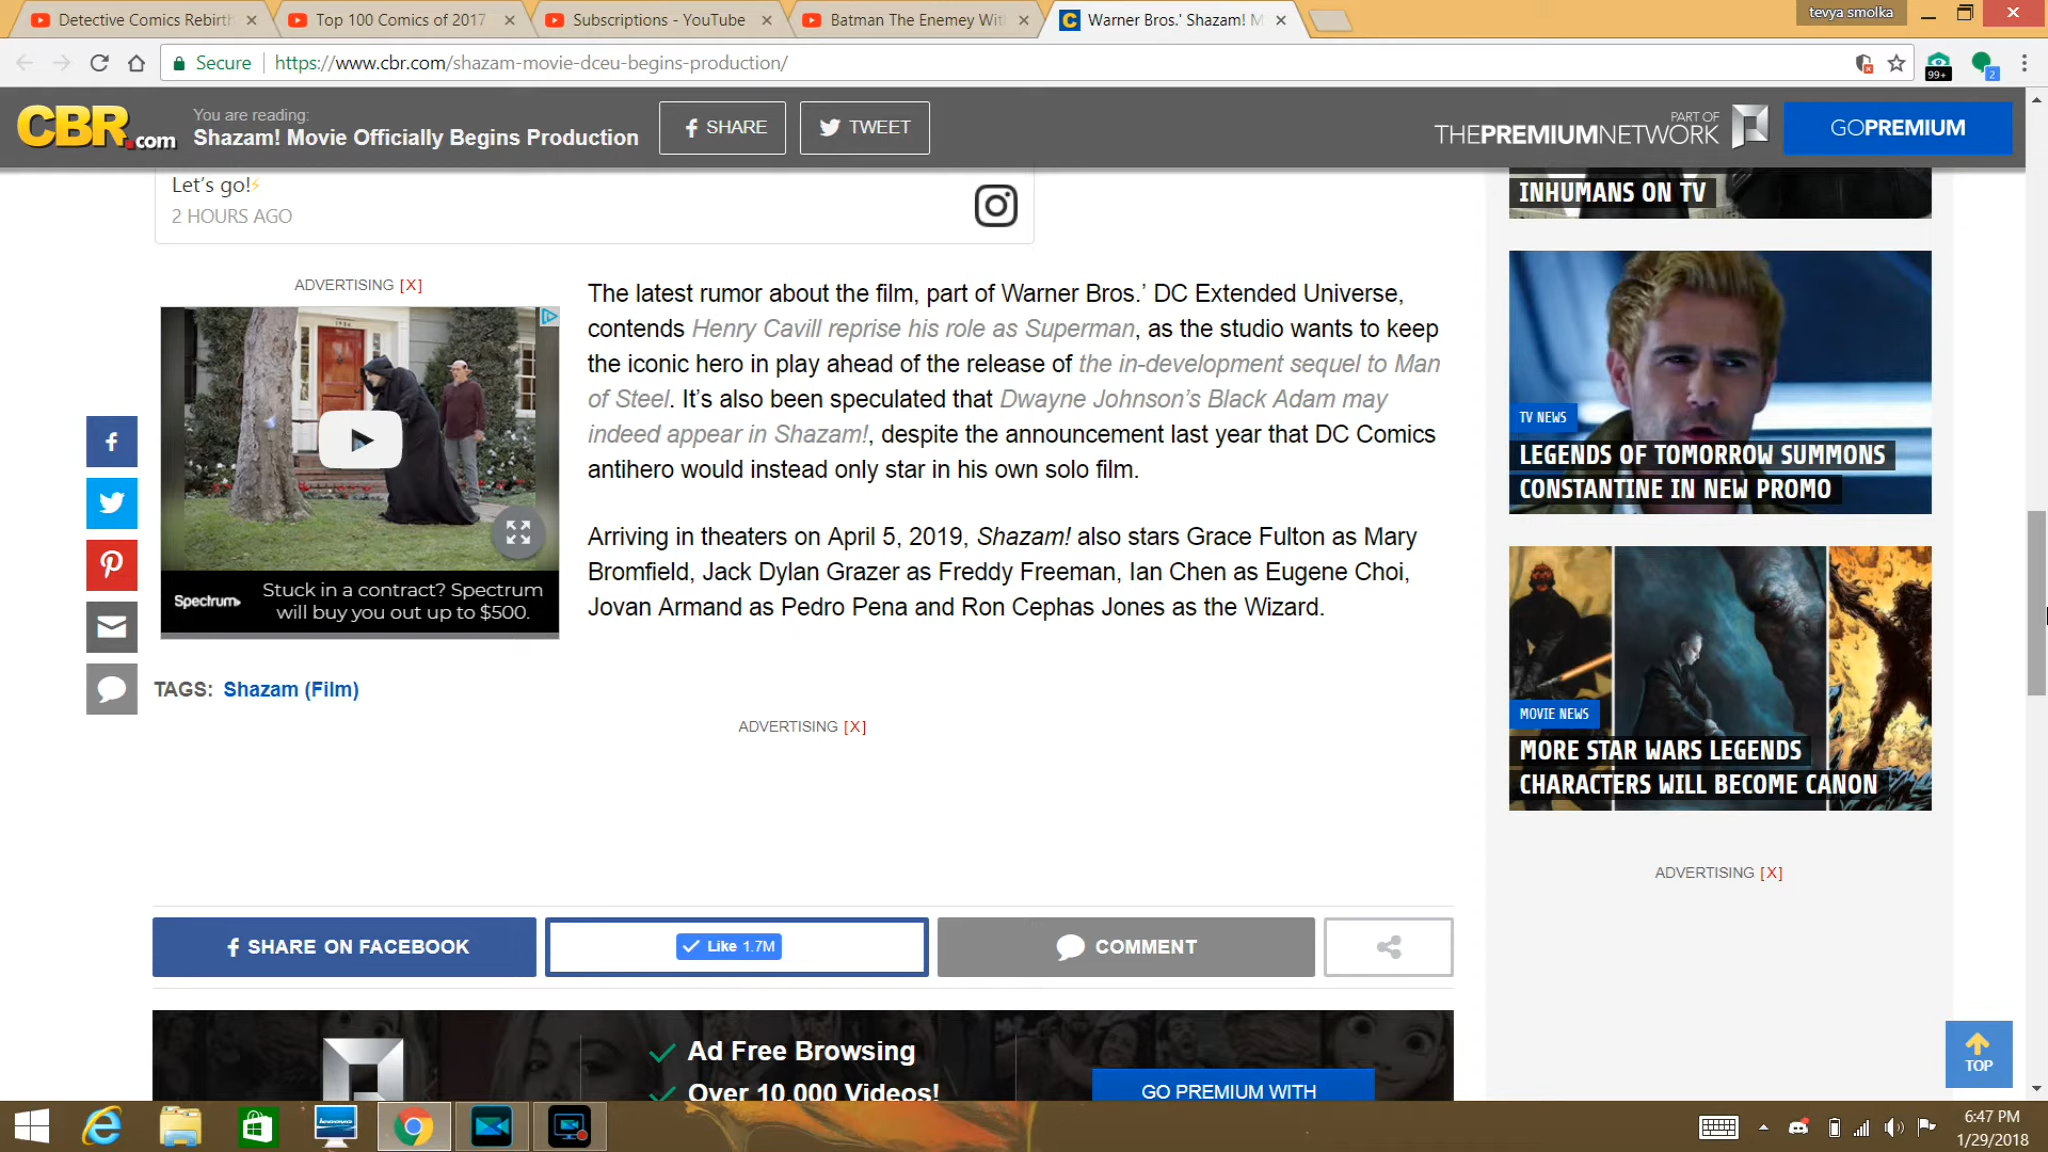 Detective Comics Rebirth
Top 100 Comics of 2017
Subscriptions - YouTube
Batman The Enemey Wit
Warner Bros.' Shazam! M
tevya smolka
Secure
https://www.cbr.com/shazam-movie-dceu-begins-production/
99+
2
CBR.com
You are reading:
Shazam! Movie Officially Begins Production
SHARE
TWEET
PART OF
THEPREMIUMNETWORK
GOPREMIUM
Let's go!⚡
2 HOURS AGO
INHUMANS ON TV
ADVERTISING [X]
Stuck in a contract? Spectrum
will buy you out up to $500.
Spectrum
The latest rumor about the film, part of Warner Bros.’ DC Extended Universe,
contends Henry Cavill reprise his role as Superman, as the studio wants to keep
the iconic hero in play ahead of the release of the in-development sequel to Man
of Steel. It’s also been speculated that Dwayne Johnson’s Black Adam may
indeed appear in Shazam!, despite the announcement last year that DC Comics
antihero would instead only star in his own solo film.
Arriving in theaters on April 5, 2019, Shazam! also stars Grace Fulton as Mary
Bromfield, Jack Dylan Grazer as Freddy Freeman, Ian Chen as Eugene Choi,
Jovan Armand as Pedro Pena and Ron Cephas Jones as the Wizard.
TV NEWS
LEGENDS OF TOMORROW SUMMONS
CONSTANTINE IN NEW PROMO
MOVIE NEWS
MORE STAR WARS LEGENDS
CHARACTERS WILL BECOME CANON
TAGS: Shazam (Film)
ADVERTISING [X]
ADVERTISING [X]
SHARE ON FACEBOOK
Like 1.7M
COMMENT
Ad Free Browsing
Over 10,000 Videos!
GO PREMIUM WITH
TOP
6:47 PM
1/29/2018